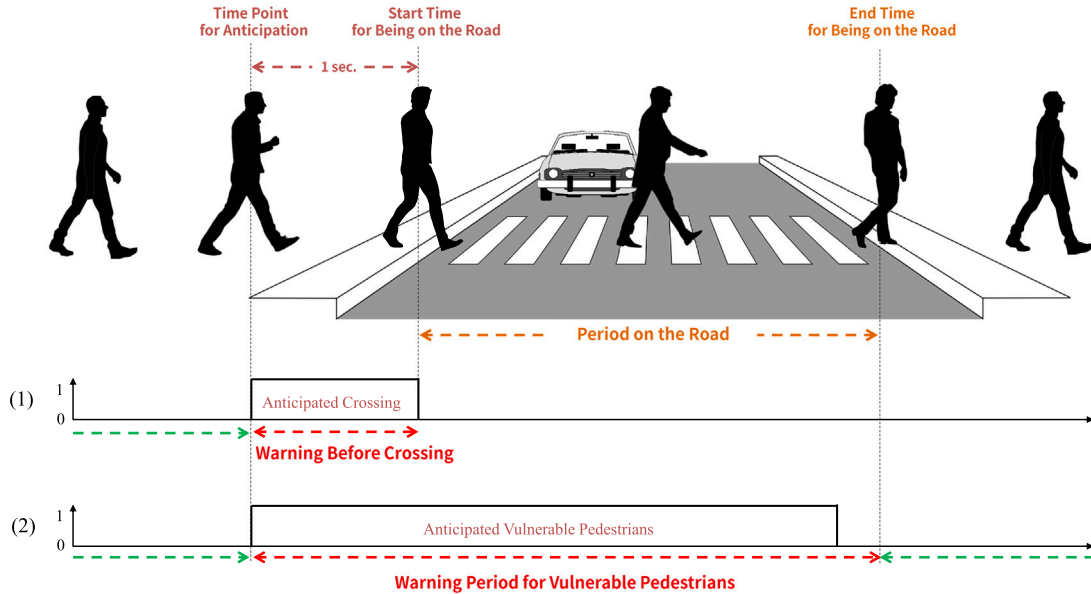 Time Point
for Anticipation
Start Time
for Being on the Road
End Time
for Being on the Road
1 sec.
Period on the Road
(1)
1
0
Anticipated Crossing
Warning Before Crossing
(2)
1
0
Anticipated Vulnerable Pedestrians
Warning Period for Vulnerable Pedestrians